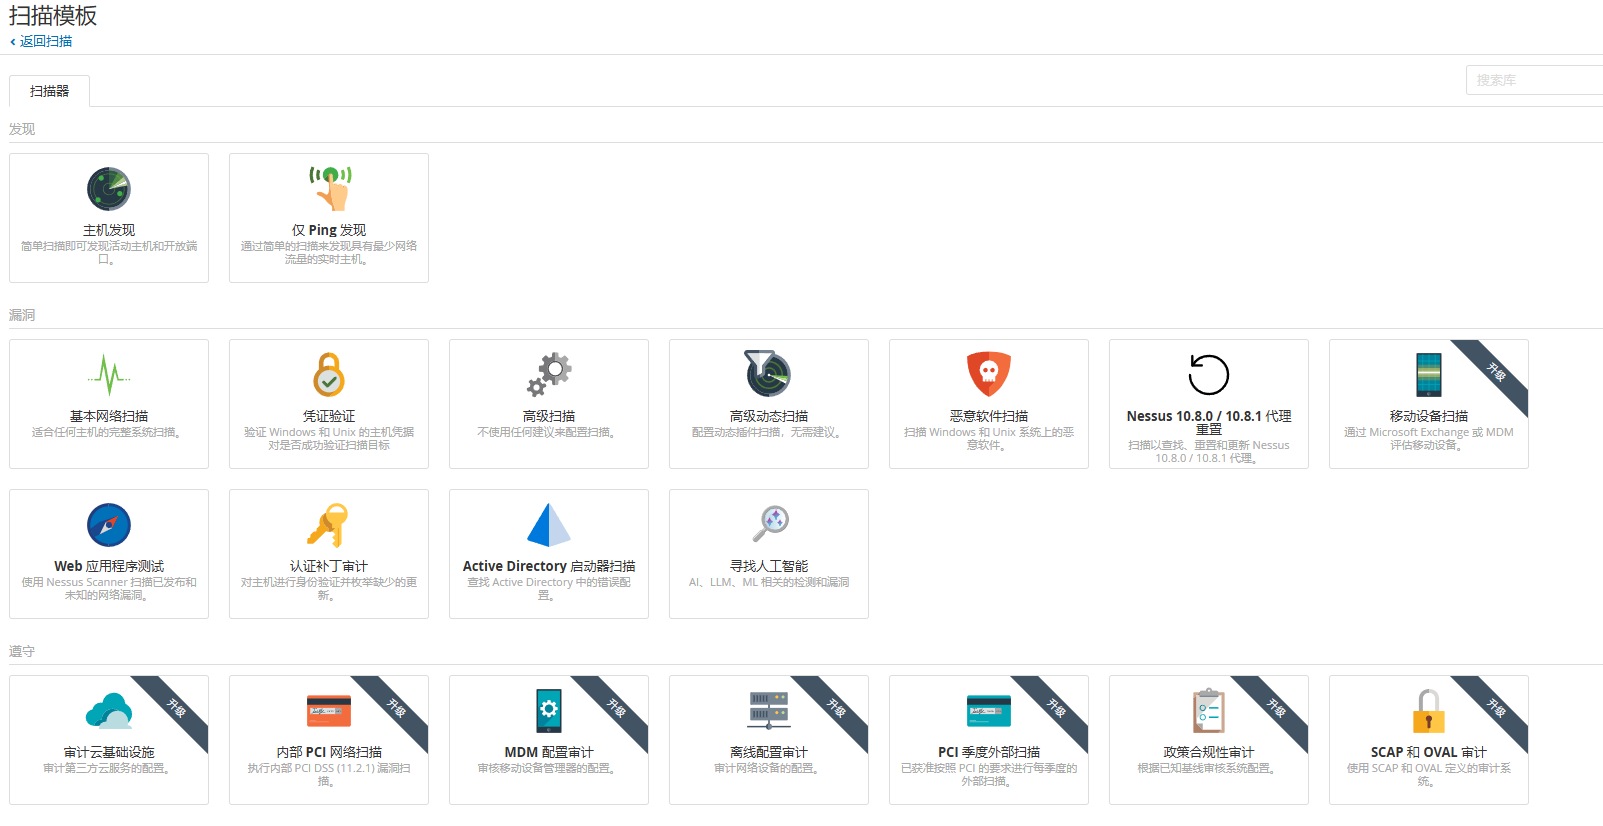 扫描模板
‹ 返回扫描
扫描器
搜索库
发现
主机发现
简单扫描即可发现活动主机和开放端
口。
仅 Ping 发现
通过简单的扫描来发现具有最少网络
流量的实时主机。
漏洞
基本网络扫描
适合任何主机的完整系统扫描。
凭证验证
验证 Windows 和 Unix 的主机凭据
对是否成功验证扫描目标
高级扫描
不使用任何建议来配置扫描。
高级动态扫描
配置动态插件扫描，无需建议。
恶意软件扫描
扫描 Windows 和 Unix 系统上的恶
意软件。
Nessus 10.8.0 / 10.8.1 代理
重置
扫描以查找、重置和更新 Nessus
10.8.0 / 10.8.1 代理。
升级
移动设备扫描
通过 Microsoft Exchange 或 MDM
评估移动设备。
Web 应用程序测试
使用 Nessus Scanner 扫描已发布和
未知的网络漏洞。
认证补丁审计
对主机进行身份验证并枚举缺少的更
新。
Active Directory 启动器扫描
查找 Active Directory 中的错误配
置。
寻找人工智能
AI、LLM、ML 相关的检测和漏洞
遵守
升级
审计云基础设施
审计第三方云服务的配置。
升级
内部 PCI 网络扫描
执行内部 PCI DSS (11.2.1) 漏洞扫
描。
升级
MDM 配置审计
审核移动设备管理器的配置。
升级
离线配置审计
审计网络设备的配置。
升级
PCI 季度外部扫描
已获准按照 PCI 的要求进行每季度的
外部扫描。
升级
政策合规性审计
根据已知基线审核系统配置。
升级
SCAP 和 OVAL 审计
使用 SCAP 和 OVAL 定义的审计系
统。